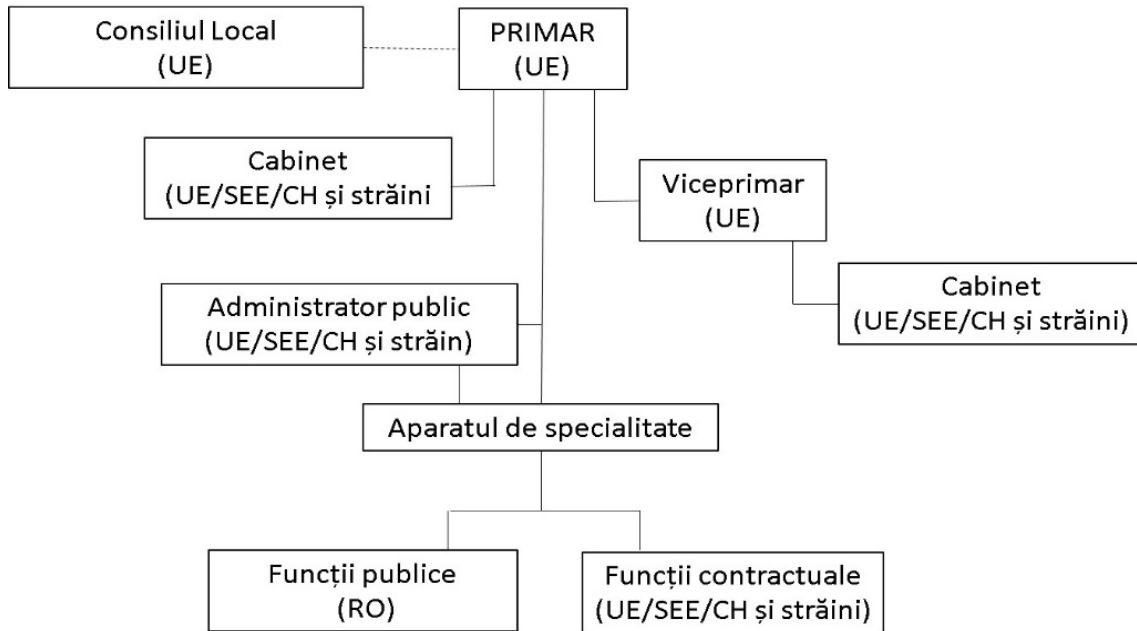 Consiliul Local
(UE)
PRIMAR
(UE)
Cabinet
(UE/SEE/CH și străini
Viceprimar
(UE)
Administrator public
(UE/SEE/CH și străin)
Cabinet
(UE/SEE/CH și străini)
Aparatul de specialitate
Funcții publice
(RO)
Funcții contractuale
(UE/SEE/CH și străini)